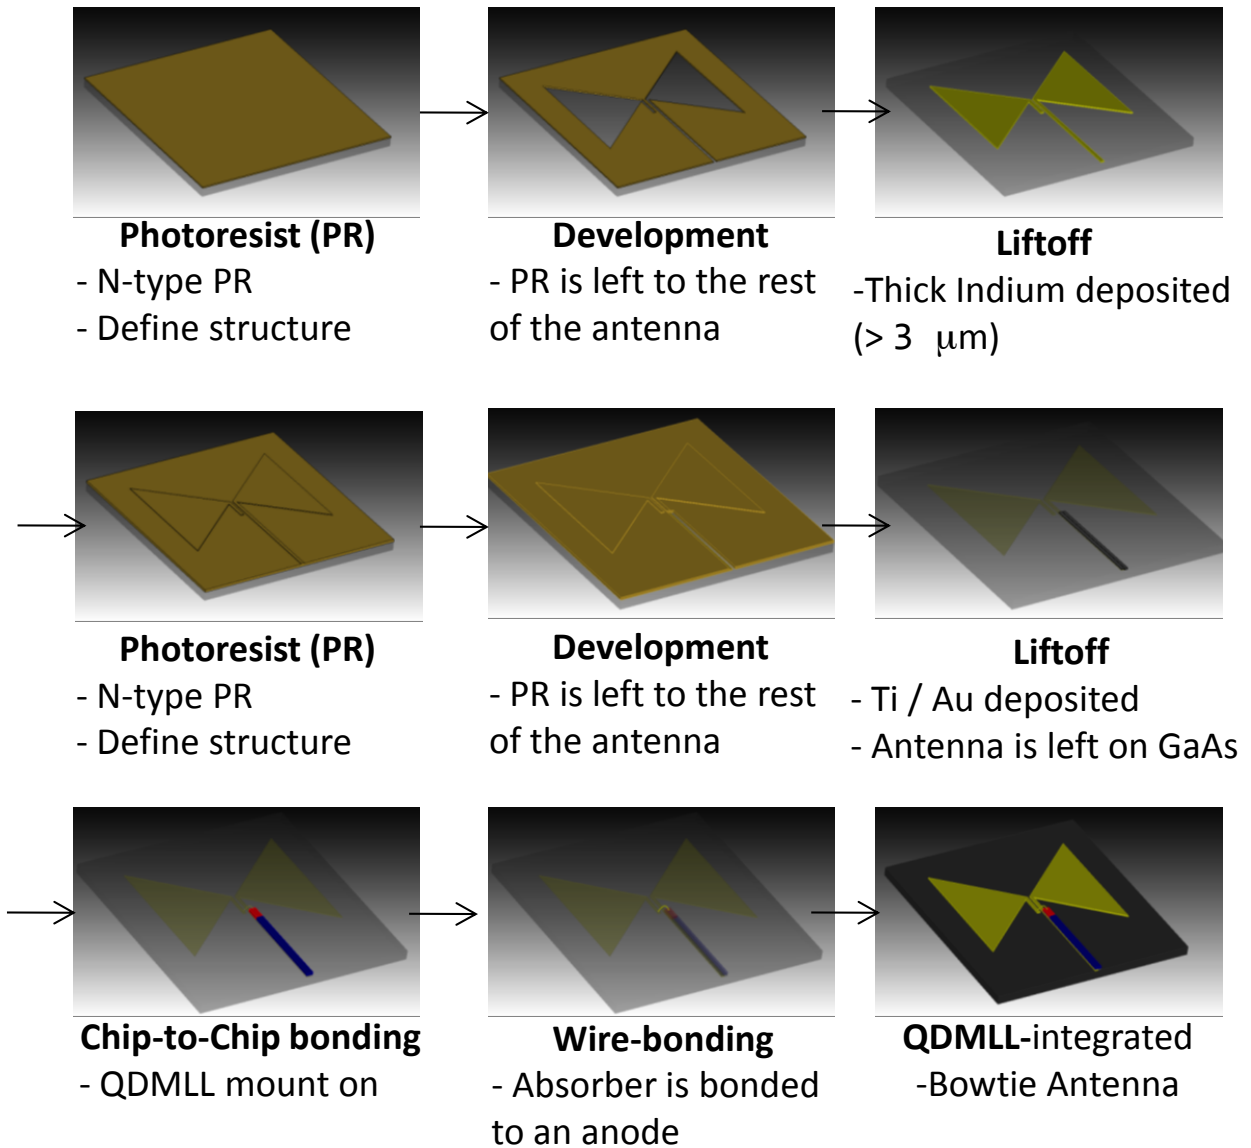 Photoresist (PR)
- N-type PR
- Define structure
Development
- PR is left to the rest
of the antenna
Liftoff
-Thick Indium deposited
(> 3 μm)
Photoresist (PR)
- N-type PR
- Define structure
Development
- PR is left to the rest
of the antenna
Liftoff
- Ti / Au deposited
- Antenna is left on GaAs
Chip-to-Chip bonding
- QDMLL mount on
Wire-bonding
- Absorber is bonded
to an anode
QDMLL-integrated
-Bowtie Antenna